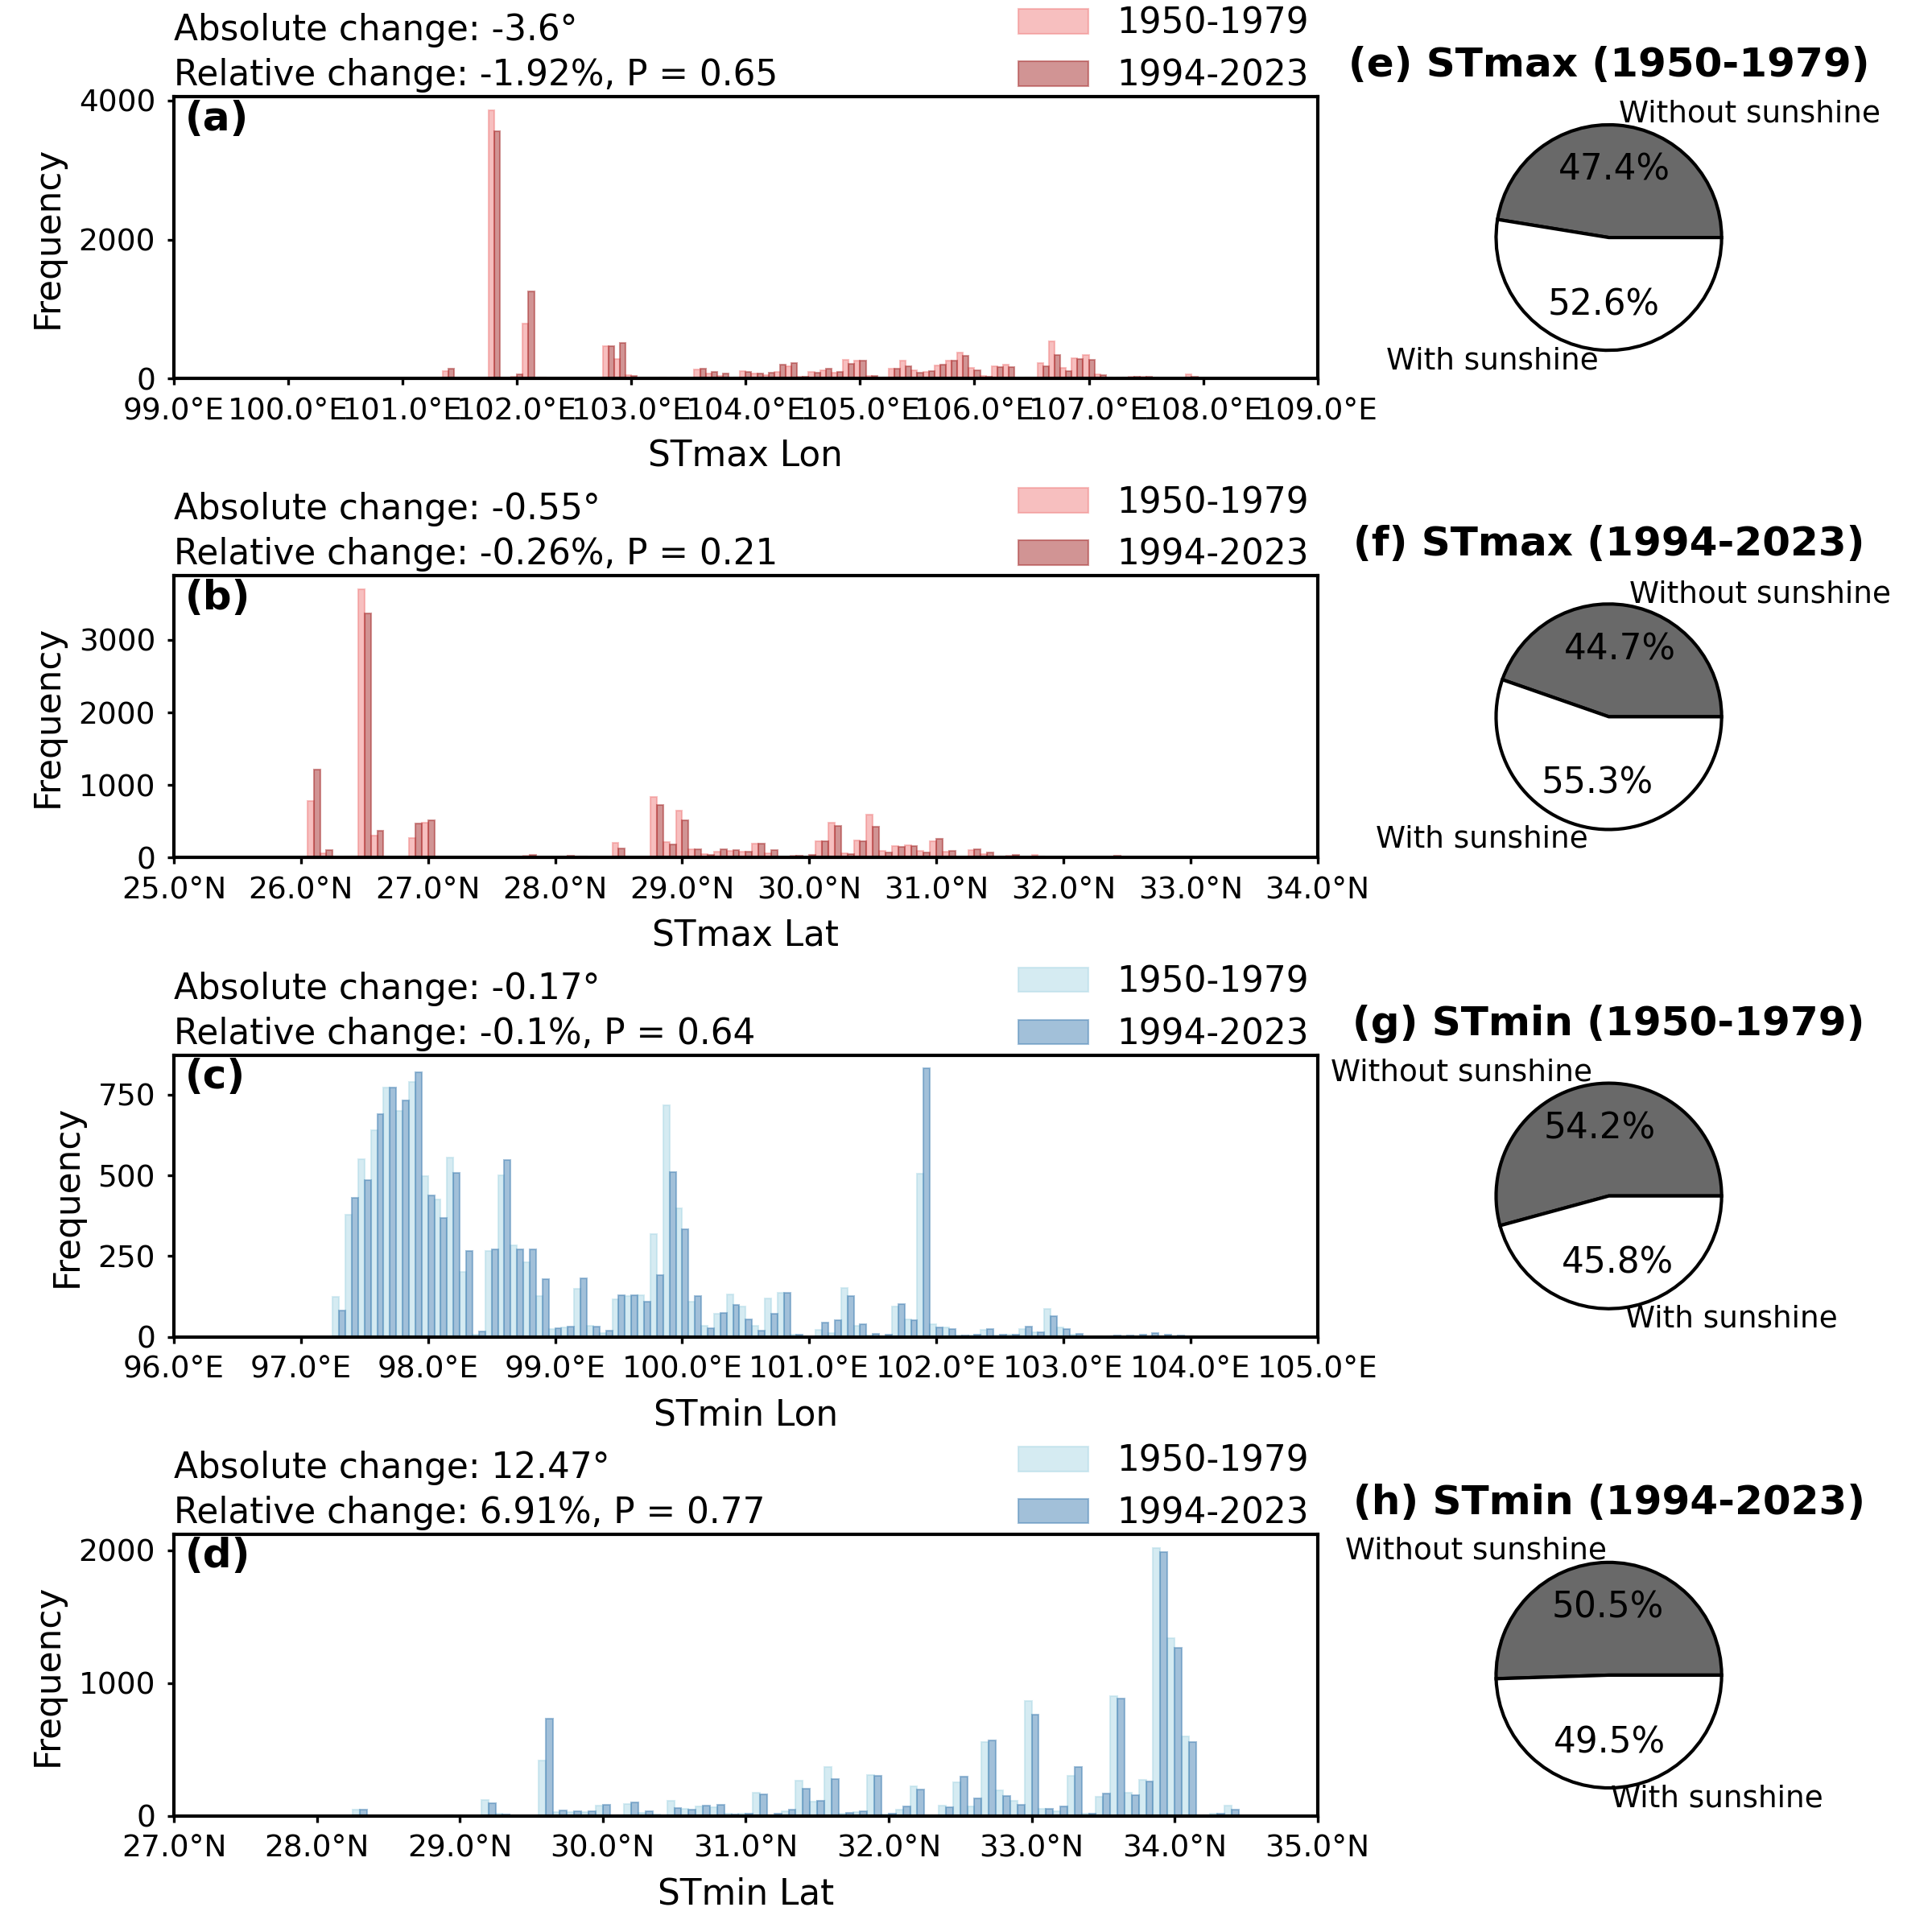 Absolute change: -3.6°
Relative change: -1.92%, P = 0.65
1950-1979
1994-2023
(a)
Frequency
4000
2000
0
99.0°E 100.0°E 101.0°E 102.0°E 103.0°E 104.0°E 105.0°E 106.0°E 107.0°E 108.0°E 109.0°E
STmax Lon
(e) STmax (1950-1979)
Without sunshine
47.4%
52.6%
With sunshine
Absolute change: -0.55°
Relative change: -0.26%, P = 0.21
1950-1979
1994-2023
(b)
Frequency
3000
2000
1000
0
25.0°N 26.0°N 27.0°N 28.0°N 29.0°N 30.0°N 31.0°N 32.0°N 33.0°N 34.0°N
STmax Lat
(f) STmax (1994-2023)
Without sunshine
44.7%
55.3%
With sunshine
Absolute change: -0.17°
Relative change: -0.1%, P = 0.64
1950-1979
1994-2023
(c)
Frequency
750
500
250
0
96.0°E 97.0°E 98.0°E 99.0°E 100.0°E 101.0°E 102.0°E 103.0°E 104.0°E 105.0°E
STmin Lon
(g) STmin (1950-1979)
Without sunshine
54.2%
45.8%
With sunshine
Absolute change: 12.47°
Relative change: 6.91%, P = 0.77
1950-1979
1994-2023
(d)
Frequency
2000
1000
0
27.0°N 28.0°N 29.0°N 30.0°N 31.0°N 32.0°N 33.0°N 34.0°N 35.0°N
STmin Lat
(h) STmin (1994-2023)
Without sunshine
50.5%
49.5%
With sunshine